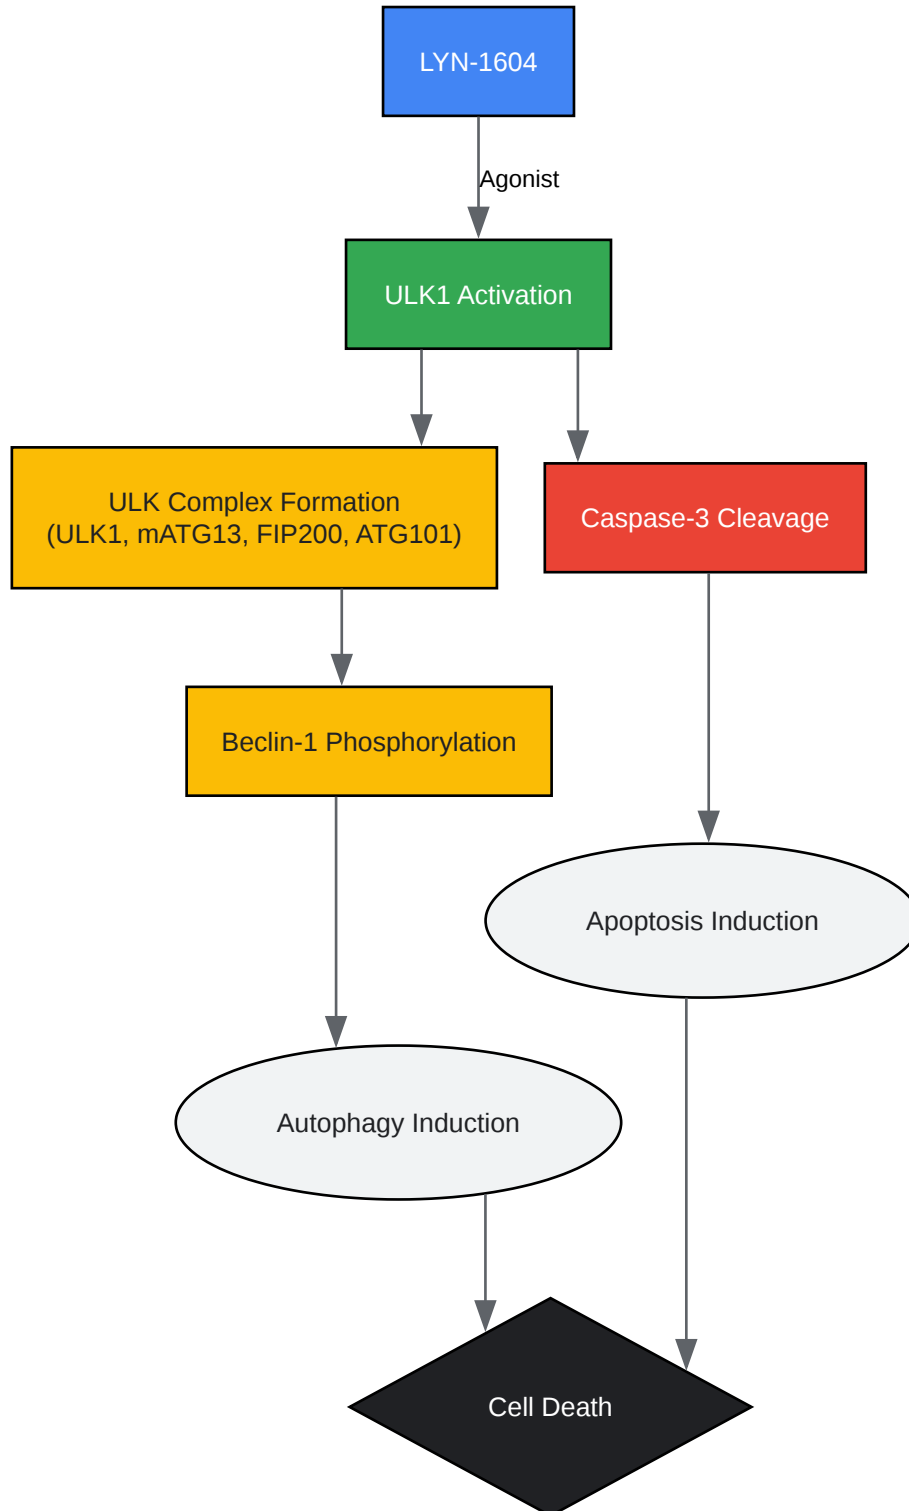 LYN-1604
Agonist
ULK1 Activation
ULK Complex Formation
(ULK1, mATG13, FIP200, ATG101)
Caspase-3 Cleavage
Beclin-1 Phosphorylation
Apoptosis Induction
Autophagy Induction
Cell Death